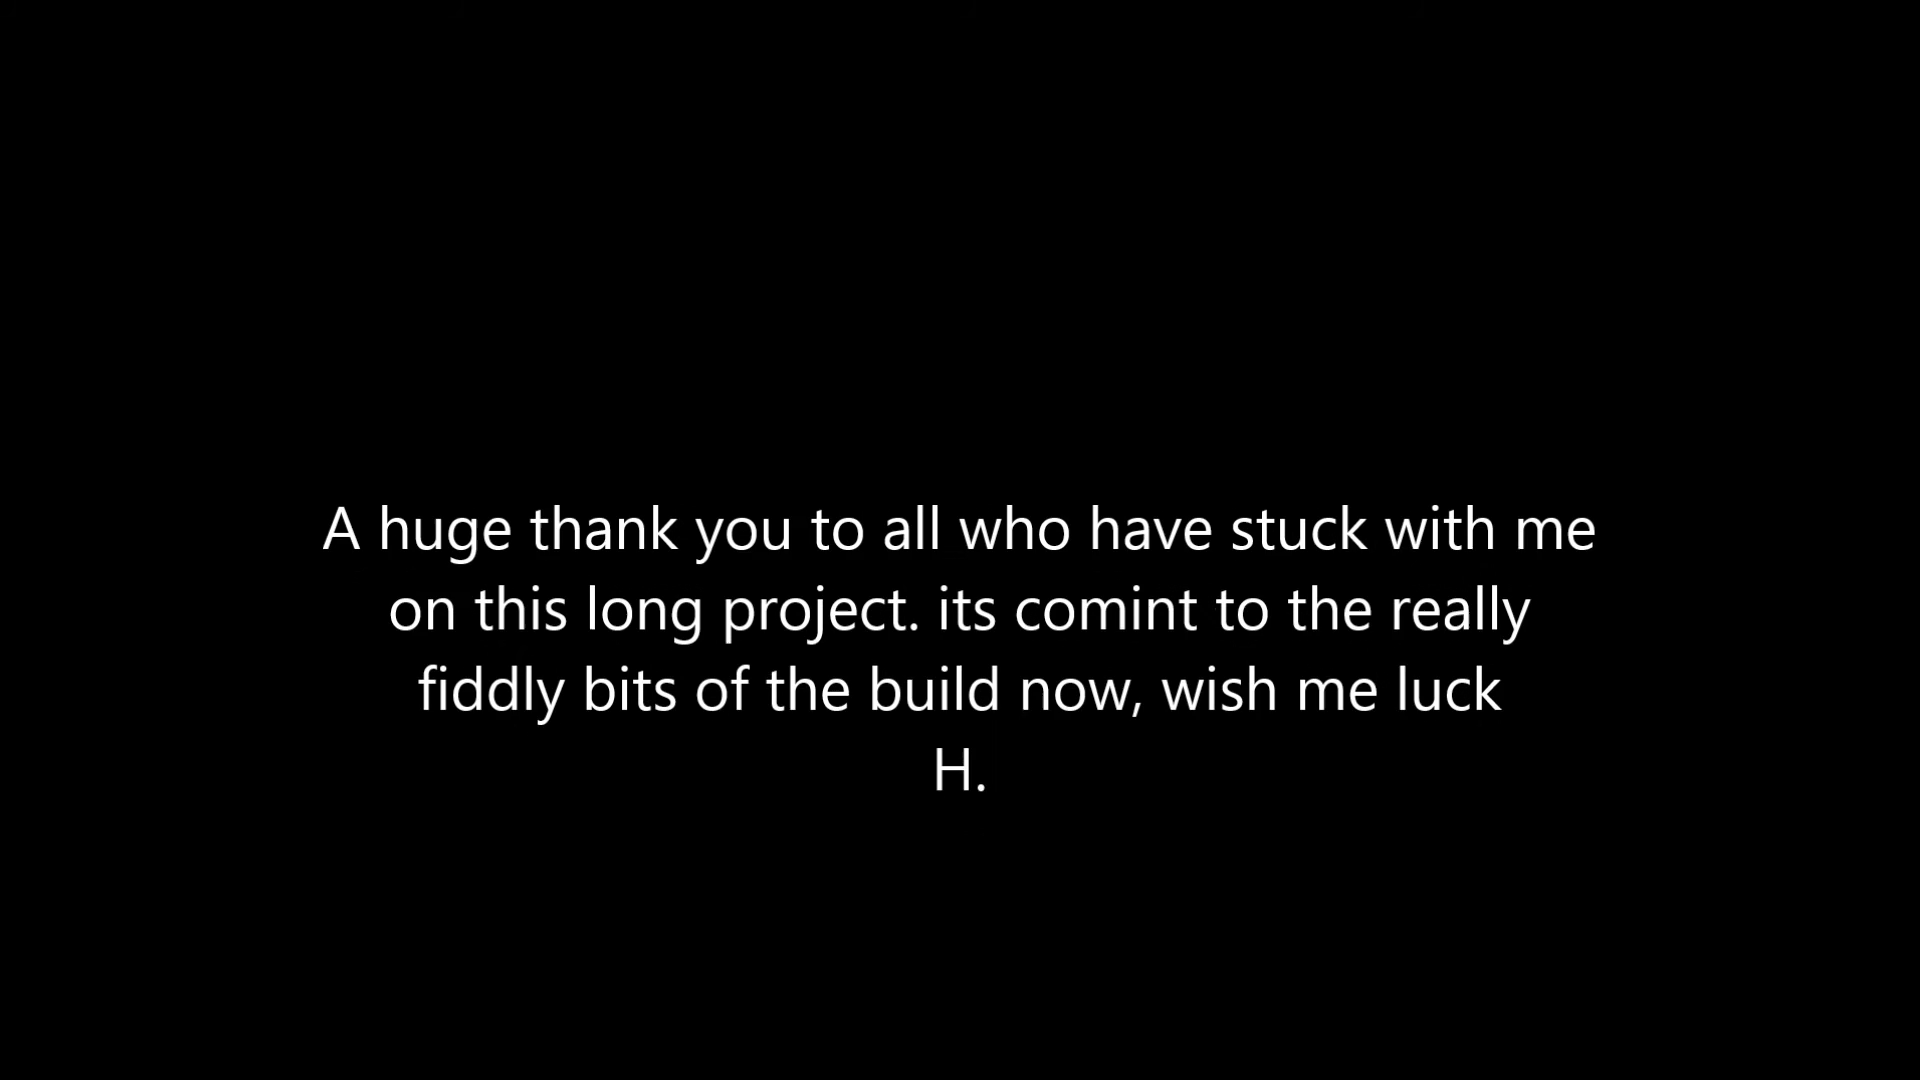 A huge thank you to all who have stuck with me
on this long project. its comint to the really
fiddly bits of the build now, wish me luck
H.